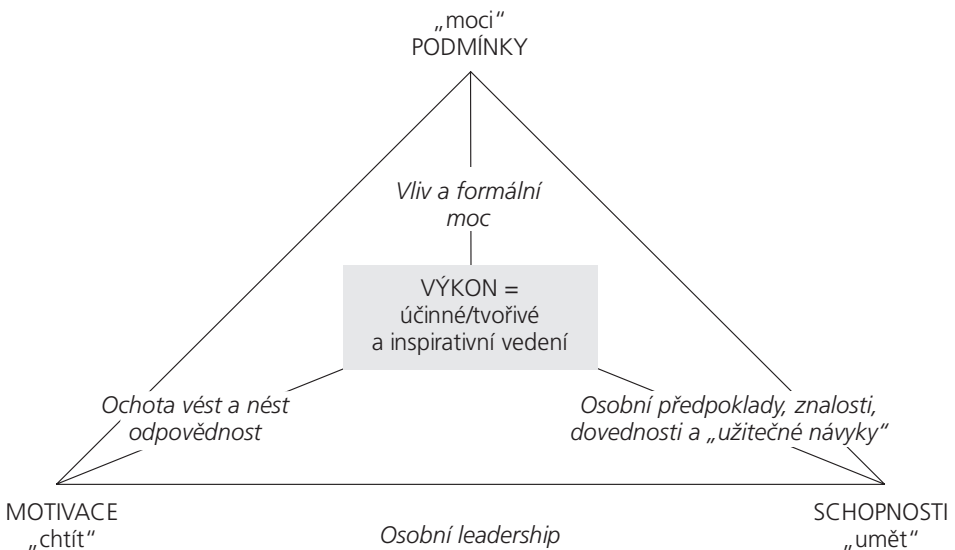 „moci“
PODMÍNKY
Vliv a formální
moc
VÝKON =
účinné/tvořivé
a inspirativní vedení
Ochota vést a nést
odpovědnost
Osobní předpoklady, znalosti,
dovednosti a „užitečné návyky“
MOTIVACE
„chtít“
Osobní leadership
SCHOPNOSTI
„umět“